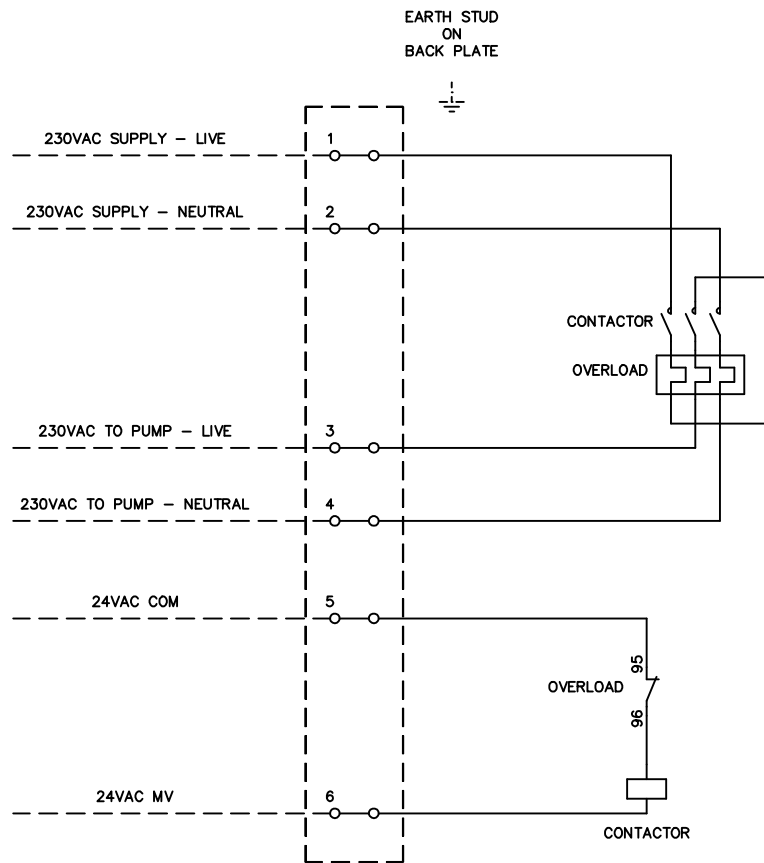 EARTH STUD
ON
BACK PLATE
230VAC SUPPLY – LIVE
1
230VAC SUPPLY – NEUTRAL
2
CONTACTOR
OVERLOAD
230VAC TO PUMP – LIVE
3
230VAC TO PUMP – NEUTRAL
4
24VAC COM
5
95
OVERLOAD
96
24VAC MV
6
CONTACTOR